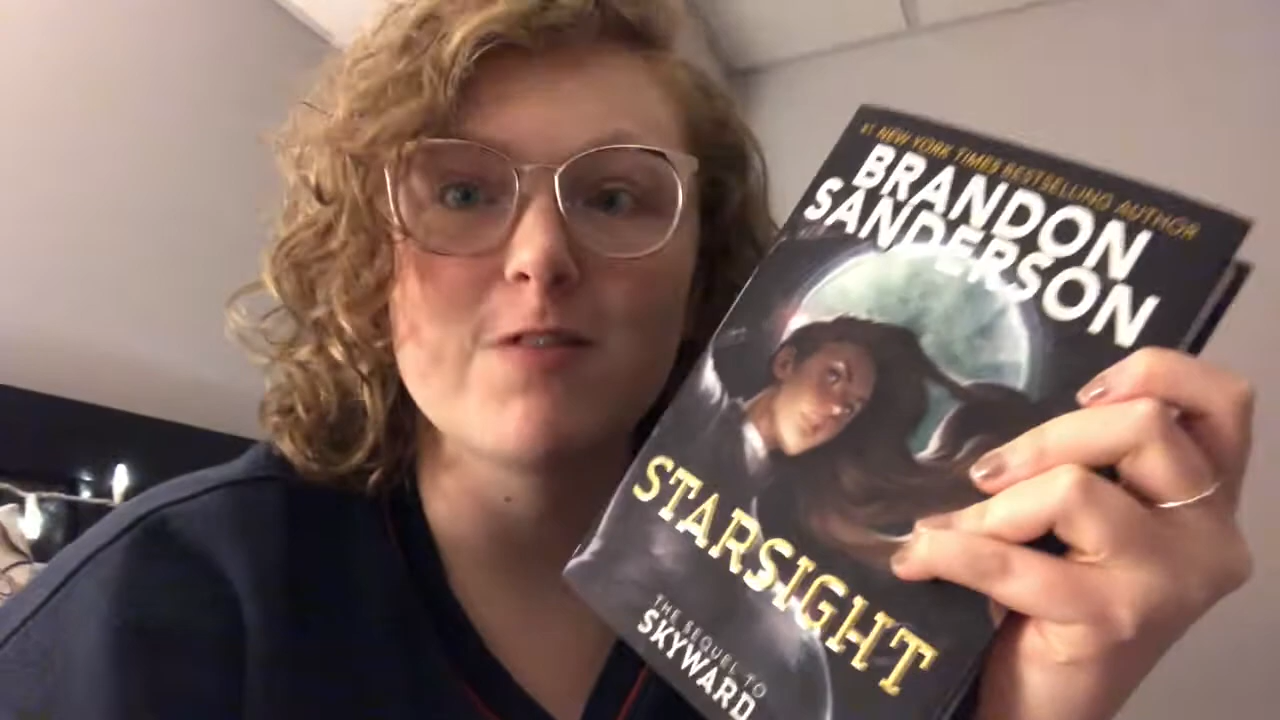 #1 NEW YORK TIMES BESTSELLING AUTHOR
BRANDON
SANDERSON
STARSIGHT
THE SEQUEL TO
SKYWARD